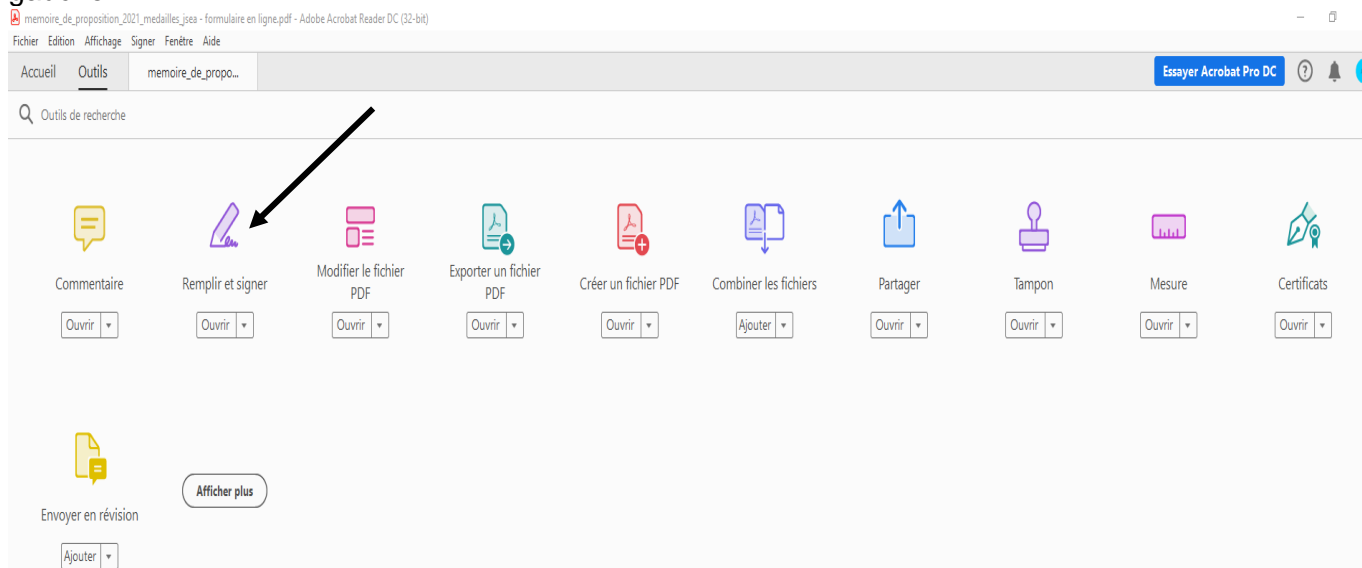 memoire_de_proposition_2021_medailles_jsea - formulaire en ligne.pdf - Adobe Acrobat Reader DC (32-bit)
Fichier Edition Affichage Signer Fenêtre Aide
Accueil Outils memoire_de_propo... Essayer Acrobat Pro DC
Outils de recherche
Commentaire Remplir et signer Modifier le fichier PDF Exporter un fichier PDF Créer un fichier PDF Combiner les fichiers Partager Tampon Mesure Certificats
Ouvrir Ouvrir Ouvrir Ouvrir Ouvrir Ajouter Ouvrir Ouvrir Ouvrir Ouvrir
Afficher plus
Envoyer en révision
Ajouter